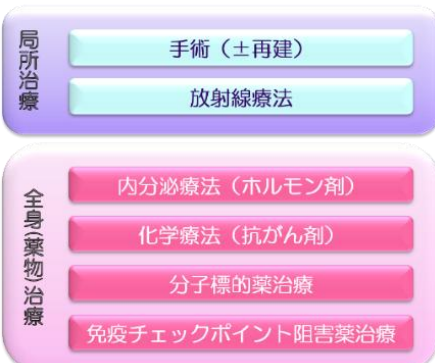 局所治療
手術（±再建）
放射線療法
全身(薬物)治療
内分泌療法（ホルモン剤）
化学療法（抗がん剤）
分子標的薬治療
免疫チェックポイント阻害薬治療